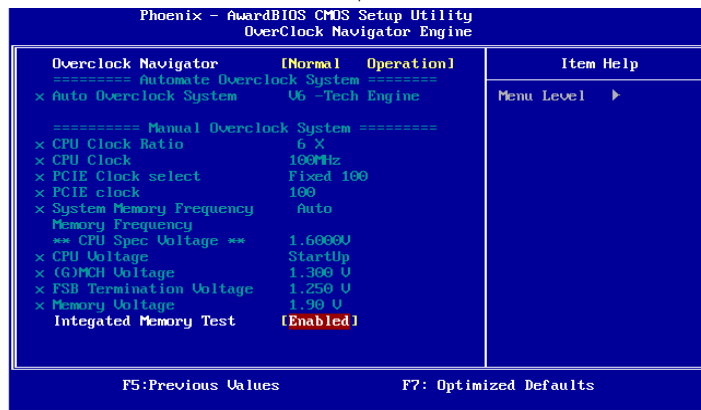 Phoenix - AwardBIOS CMOS Setup Utility
OverClock Navigator Engine
Overclock Navigator [Normal Operation]
Item Help
========= Automate Overclock System ========
x Auto Overclock System V6 -Tech Engine
Menu Level ▶
========== Manual Overclock System =========
x CPU Clock Ratio 6 X
x CPU Clock 100MHz
x PCIE Clock select Fixed 100
x PCIE clock 100
x System Memory Frequency Auto
Memory Frequency
** CPU Spec Voltage ** 1.6000V
x CPU Voltage StartUp
x (G)MCH Voltage 1.300 V
x FSB Termination Voltage 1.250 V
x Memory Voltage 1.90 V
Integated Memory Test [Enabled]
F5:Previous Values F7: Optimized Defaults